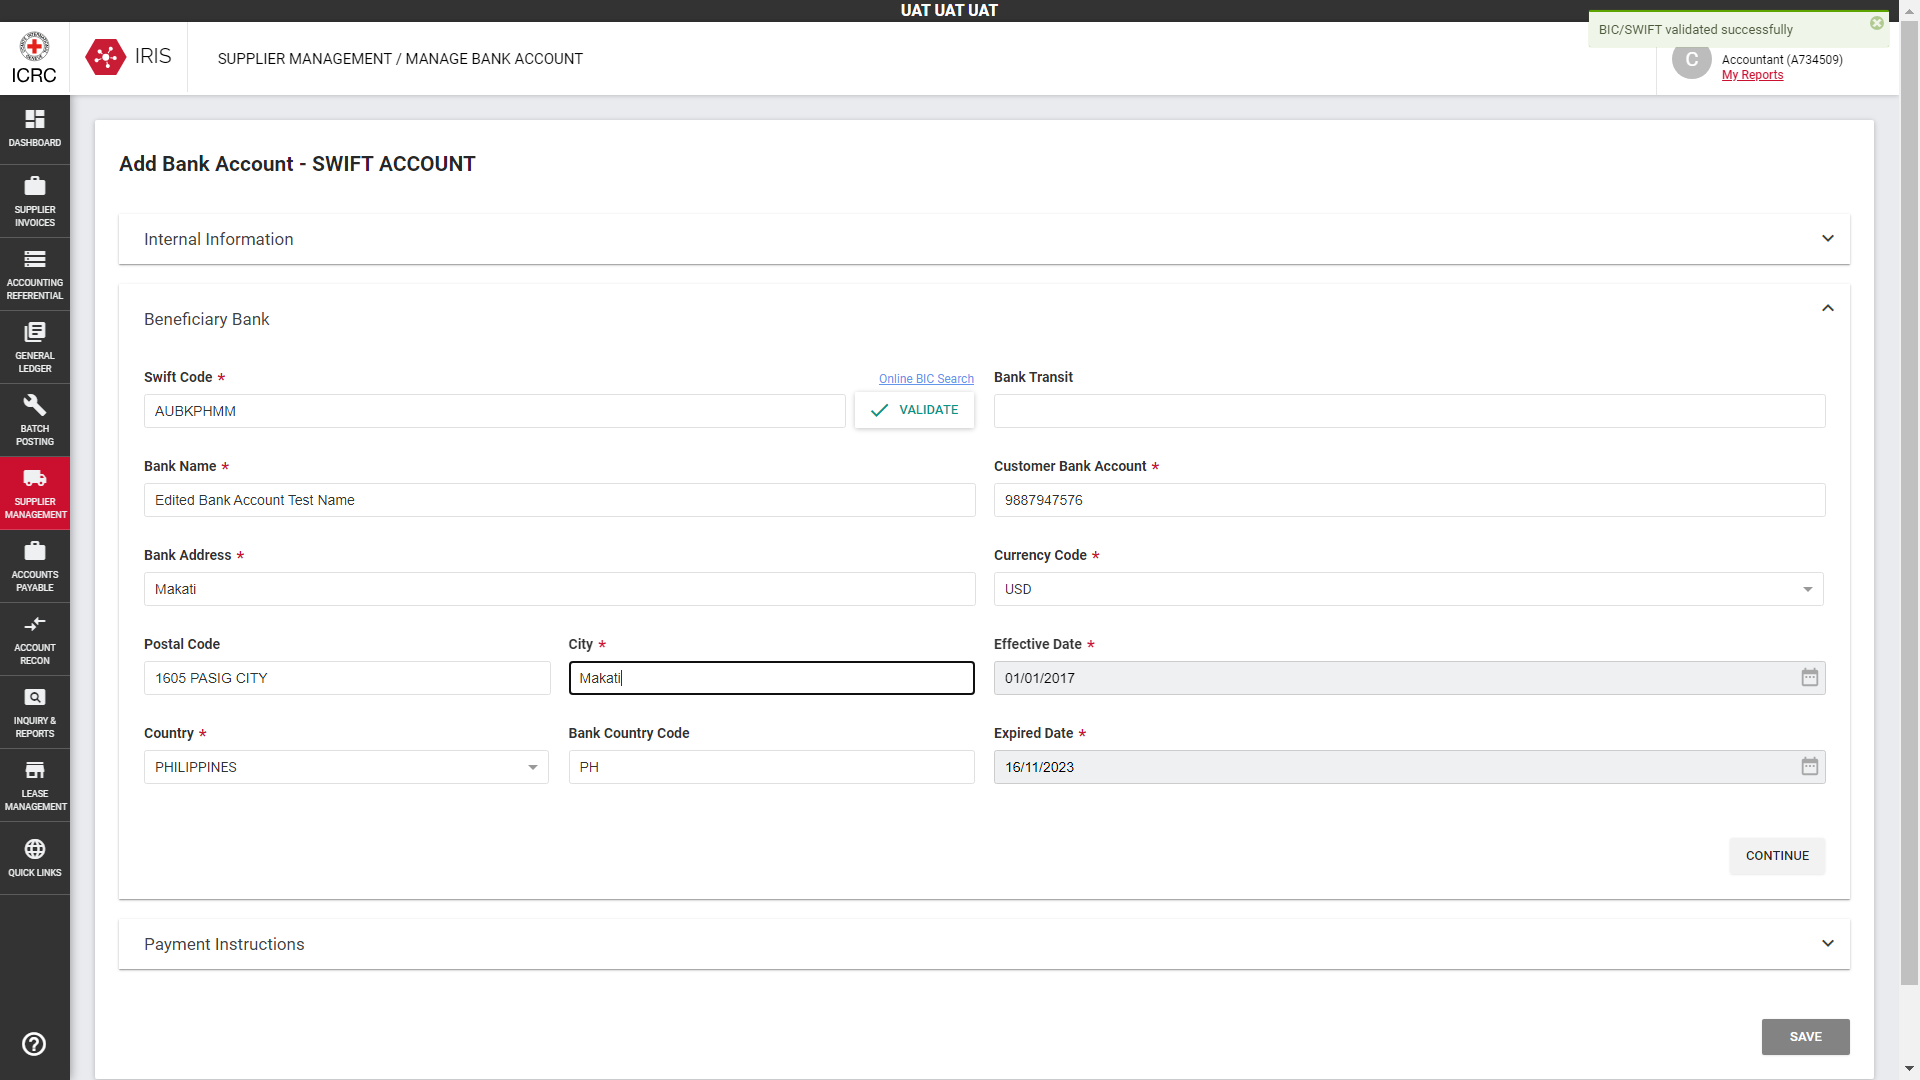 UAT UAT UAT
BIC/SWIFT validated successfully
ICRC
IRIS
SUPPLIER MANAGEMENT / MANAGE BANK ACCOUNT
C
Accountant (A734509)
My Reports
DASHBOARD
SUPPLIER
INVOICES
ACCOUNTING
REFERENTIAL
GENERAL
LEDGER
BATCH
POSTING
SUPPLIER
MANAGEMENT
ACCOUNTS
PAYABLE
ACCOUNT
RECON
INQUIRY &
REPORTS
LEASE
MANAGEMENT
QUICK LINKS
Add Bank Account - SWIFT ACCOUNT
Internal Information
Beneficiary Bank
Swift Code *
Online BIC Search
AUBKPHMM
VALIDATE
Bank Transit
Bank Name *
Edited Bank Account Test Name
Customer Bank Account *
9887947576
Bank Address *
Makati
Currency Code *
USD
Postal Code
1605 PASIG CITY
City *
Makati
Effective Date *
01/01/2017
Country *
PHILIPPINES
Bank Country Code
PH
Expired Date *
16/11/2023
CONTINUE
Payment Instructions
SAVE